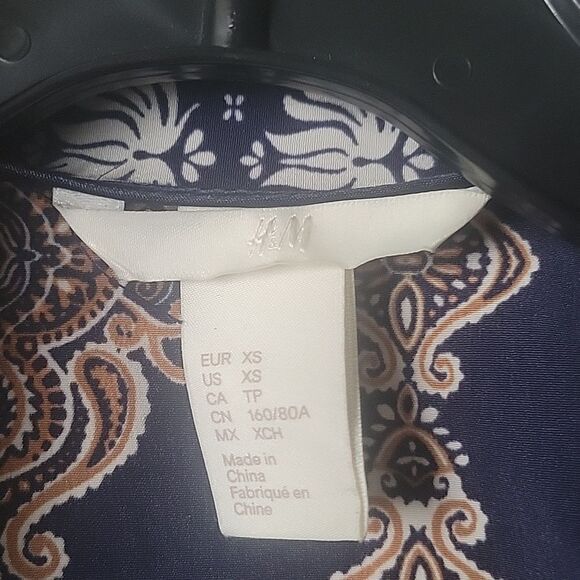 H&M
EUR XS
US XS
CA TP
CN 160/80A
MX XCH
Made in
China
Fabriqué en
Chine